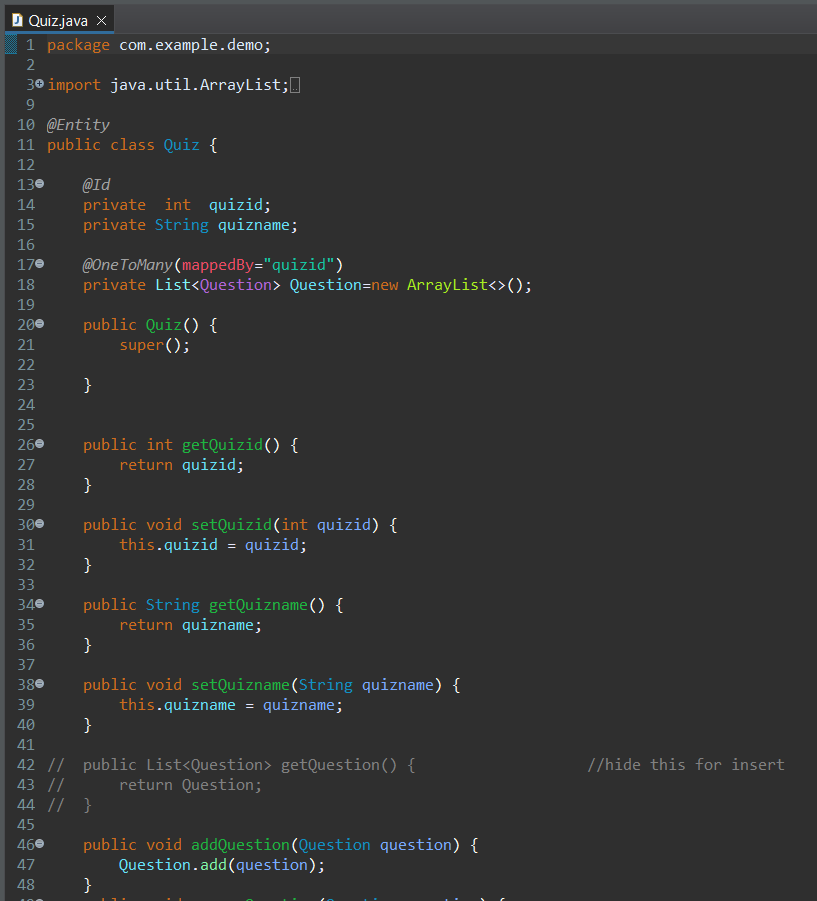 Quiz.java
1 package com.example.demo;
2
3 import java.util.ArrayList;
9
10 @Entity
11 public class Quiz {
12
13     @Id
14     private  int  quizid;
15     private String quizname;
16
17     @OneToMany(mappedBy="quizid")
18     private List<Question> Question=new ArrayList<>();
19
20     public Quiz() {
21         super();
22
23     }
24
25
26     public int getQuizid() {
27         return quizid;
28     }
29
30     public void setQuizid(int quizid) {
31         this.quizid = quizid;
32     }
33
34     public String getQuizname() {
35         return quizname;
36     }
37
38     public void setQuizname(String quizname) {
39         this.quizname = quizname;
40     }
41
42 //  public List<Question> getQuestion() {                   //hide this for insert
43 //      return Question;
44 //  }
45
46     public void addQuestion(Question question) {
47         Question.add(question);
48     }